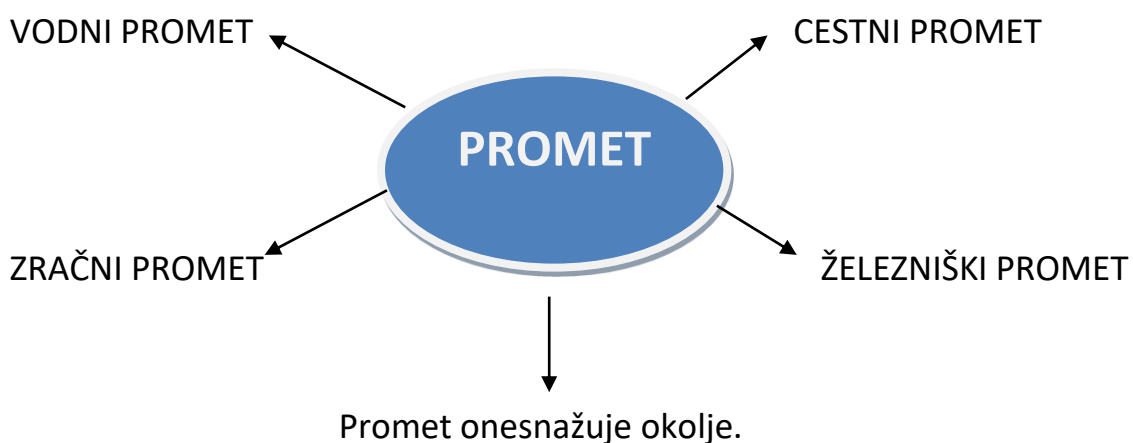 VODNI PROMET
CESTNI PROMET
PROMET
ZRAČNI PROMET
ŽELEZNIŠKI PROMET
Promet onesnažuje okolje.